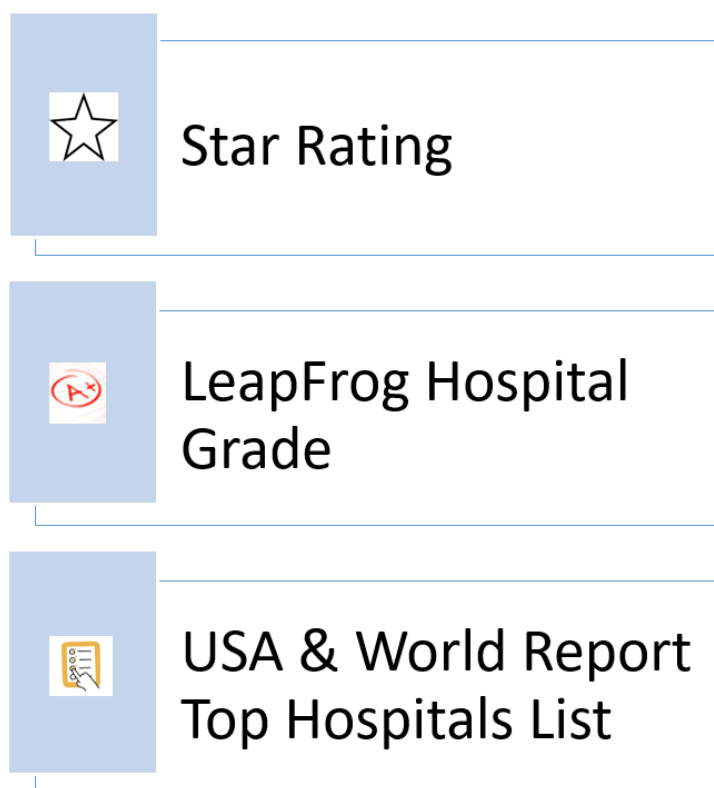 Star Rating
A+
LeapFrog Hospital
Grade
USA & World Report
Top Hospitals List